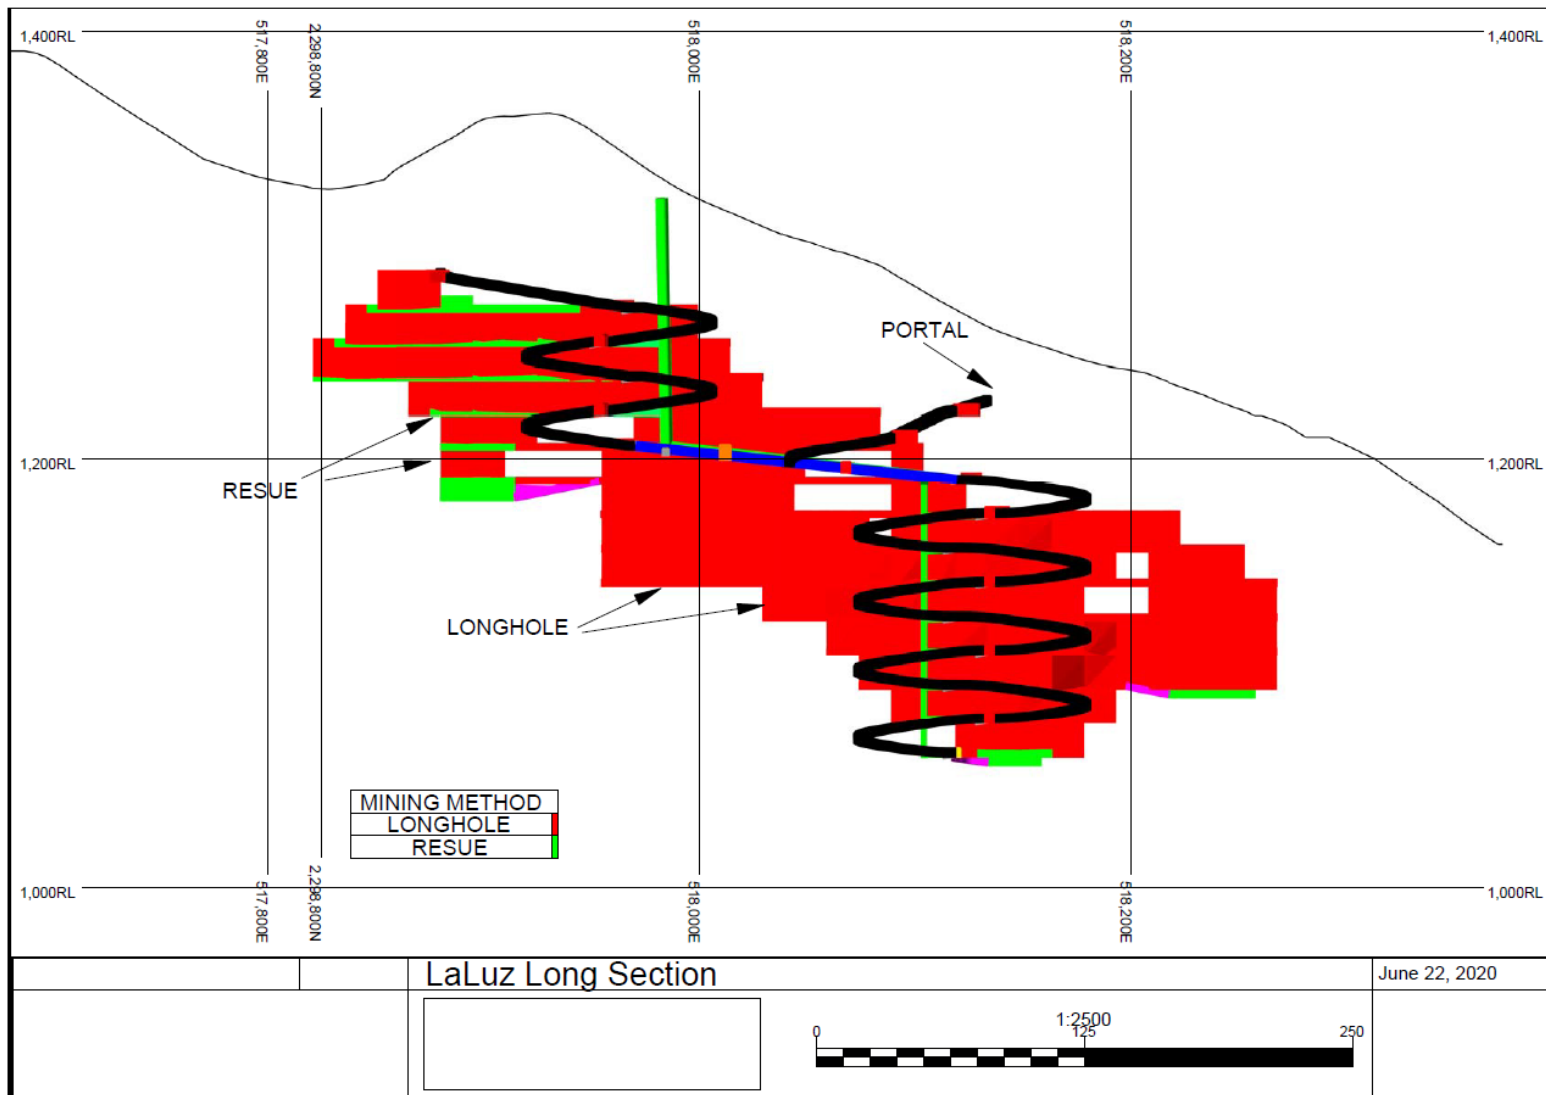 517,800E
2,298,800N
518,000E
518,200E
1,400RL
1,400RL
PORTAL
1,200RL
1,200RL
RESUE
LONGHOLE
MINING METHOD
LONGHOLE
RESUE
1,000RL
1,000RL
517,800E
2,298,800N
518,000E
518,200E
LaLuz Long Section
June 22, 2020
1:2500
0
125
250